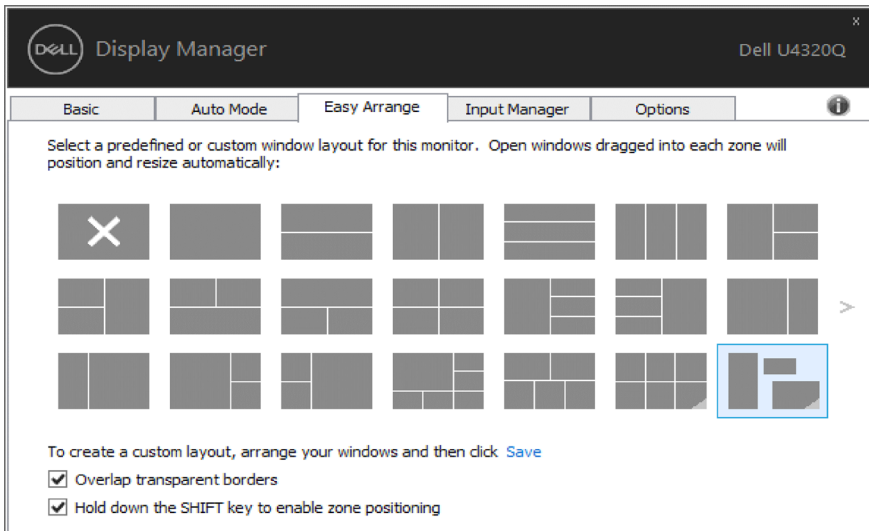 x
DELL
Display Manager
Dell U4320Q
Basic
Auto Mode
Easy Arrange
Input Manager
Options
i
Select a predefined or custom window layout for this monitor. Open windows dragged into each zone will
position and resize automatically:
>
To create a custom layout, arrange your windows and then click Save
Overlap transparent borders
Hold down the SHIFT key to enable zone positioning